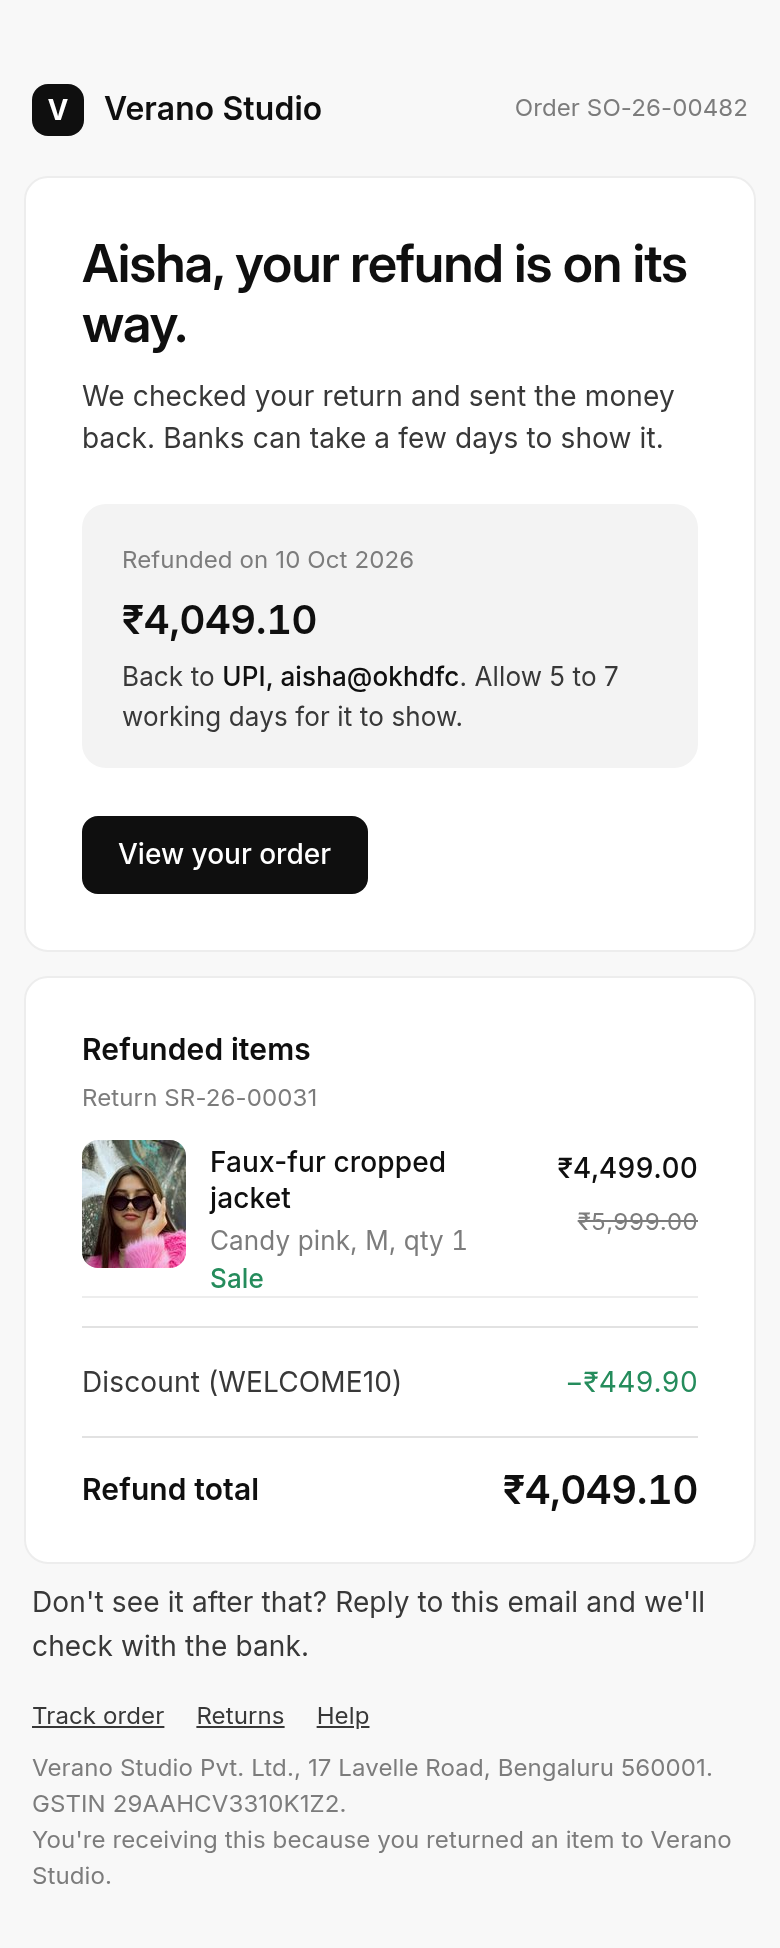 V
Verano Studio
Order SO-26-00482
Aisha, your refund is on its
way.
We checked your return and sent the money
back. Banks can take a few days to show it.
Refunded on 10 Oct 2026
₹4,049.10
Back to UPI, aisha@okhdfc. Allow 5 to 7
working days for it to show.
View your order
Refunded items
Return SR-26-00031
Faux-fur cropped
jacket
₹4,499.00
₹5,999.00
Candy pink, M, qty 1
Sale
Discount (WELCOME10)
−₹449.90
Refund total
₹4,049.10
Don't see it after that? Reply to this email and we'll
check with the bank.
Track order
Returns
Help
Verano Studio Pvt. Ltd., 17 Lavelle Road, Bengaluru 560001.
GSTIN 29AAHCV3310K1Z2.
You're receiving this because you returned an item to Verano
Studio.